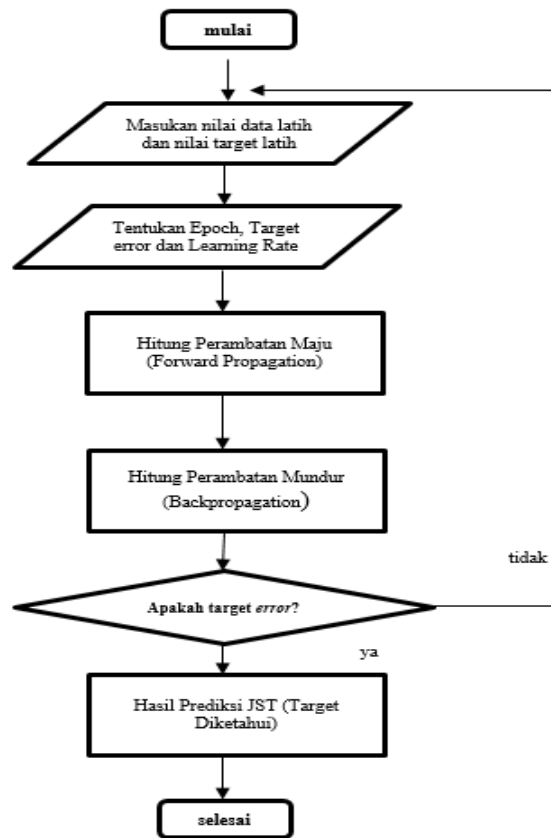 mulai
Masukan nilai data latih
dan nilai target latih
Tentukan Epoch, Target
error dan Learning Rate
Hitung Perambatan Maju
(Forward Propagation)
Hitung Perambatan Mundur
(Backpropagation)
tidak
Apakah target error?
ya
Hasil Prediksi JST (Target
Diketahui)
selesai